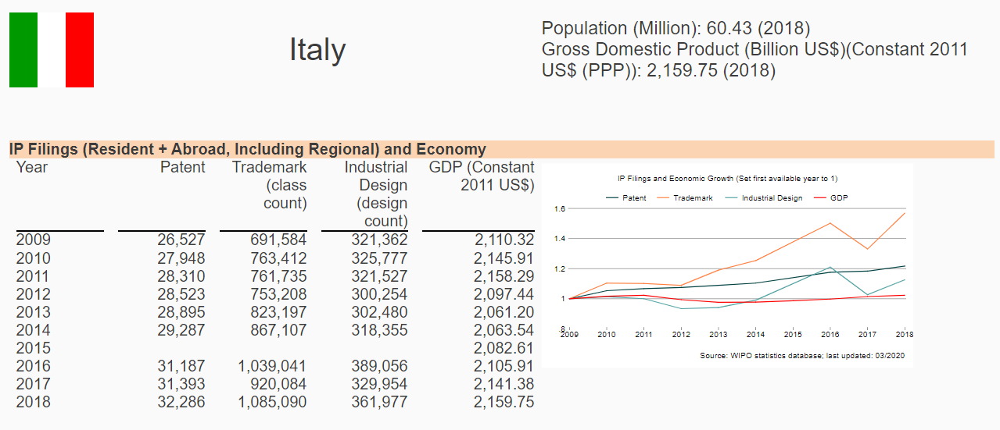 Italy
Population (Million): 60.43 (2018)
Gross Domestic Product (Billion US$)(Constant 2011
US$ (PPP)): 2,159.75 (2018)
IP Filings (Resident + Abroad, Including Regional) and Economy
Year Patent Trademark Industrial GDP (Constant
(class Design 2011 US$)
count) (design
count)
2009 26,527 691,584 321,362 2,110.32
2010 27,948 763,412 325,777 2,145.91
2011 28,310 761,735 321,527 2,158.29
2012 28,523 753,208 300,254 2,097.44
2013 28,895 823,197 302,480 2,061.20
2014 29,287 867,107 318,355 2,063.54
2015 2,082.61
2016 31,187 1,039,041 389,056 2,105.91
2017 31,393 920,084 329,954 2,141.38
2018 32,286 1,085,090 361,977 2,159.75
IP Filings and Economic Growth (Set first available year to 1)
Patent Trademark Industrial Design GDP
1.6
1.4
1.2
1
.8
2009 2010 2011 2012 2013 2014 2015 2016 2017 2018
Source: WIPO statistics database; last updated: 03/2020